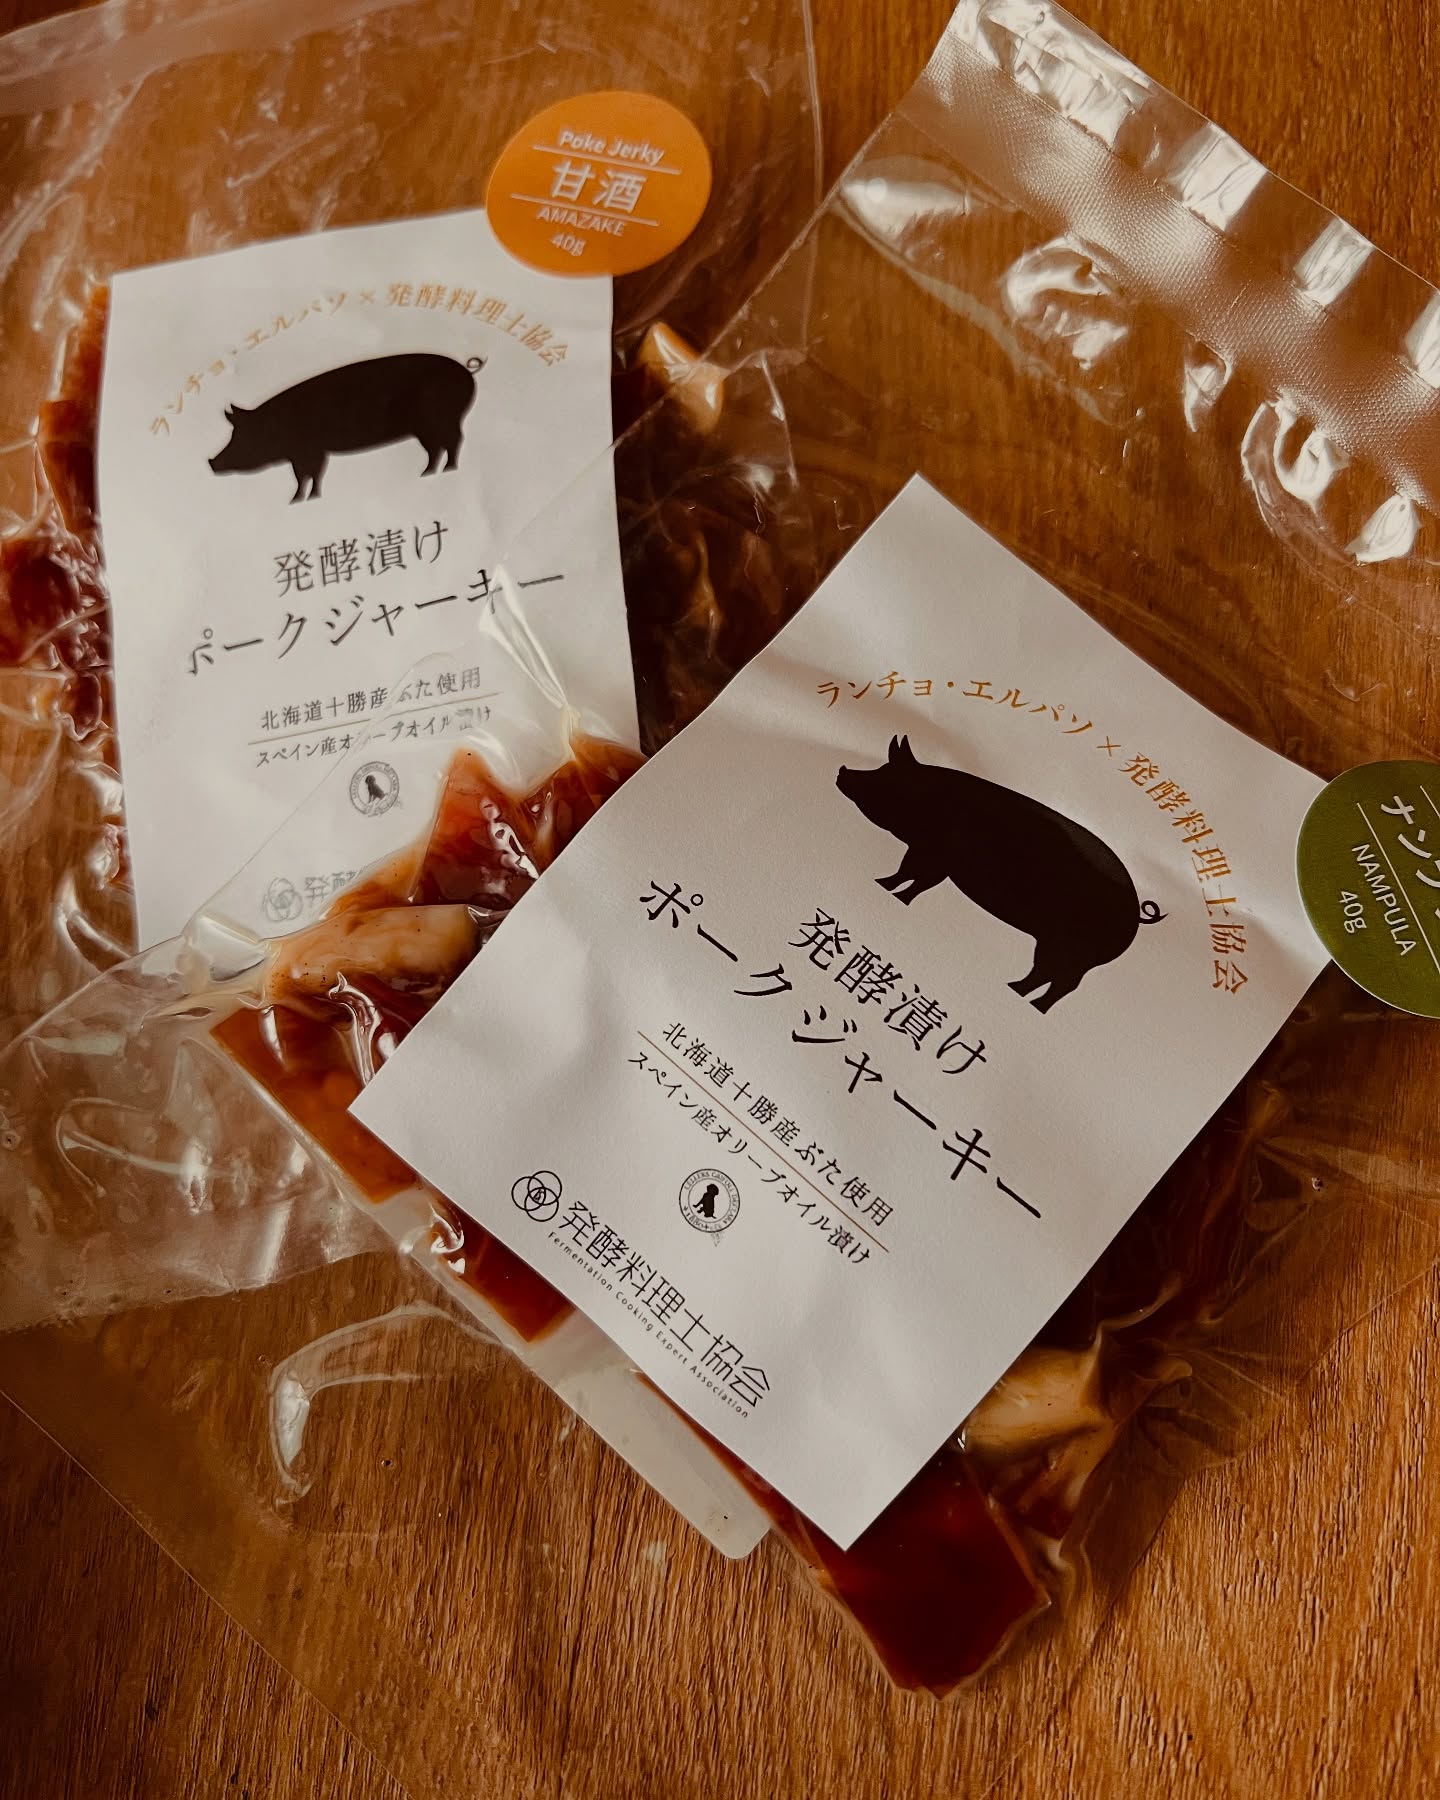 Poke Jerky
甘酒
AMAZAKE
40g
ランチョ・エルパソ × 発酵料理士協会
発酵漬け
ポークジャーキー
北海道十勝産ぶた使用
スペイン産オリーブオイル漬け
発酵
ランチョ・エルパソ × 発酵料理士協会
発酵漬け
ポークジャーキー
北海道十勝産ぶた使用
スペイン産オリーブオイル漬け
発酵料理士協会
Fermentation Cooking Expert Association
ナンプ
NAMPULA
40g